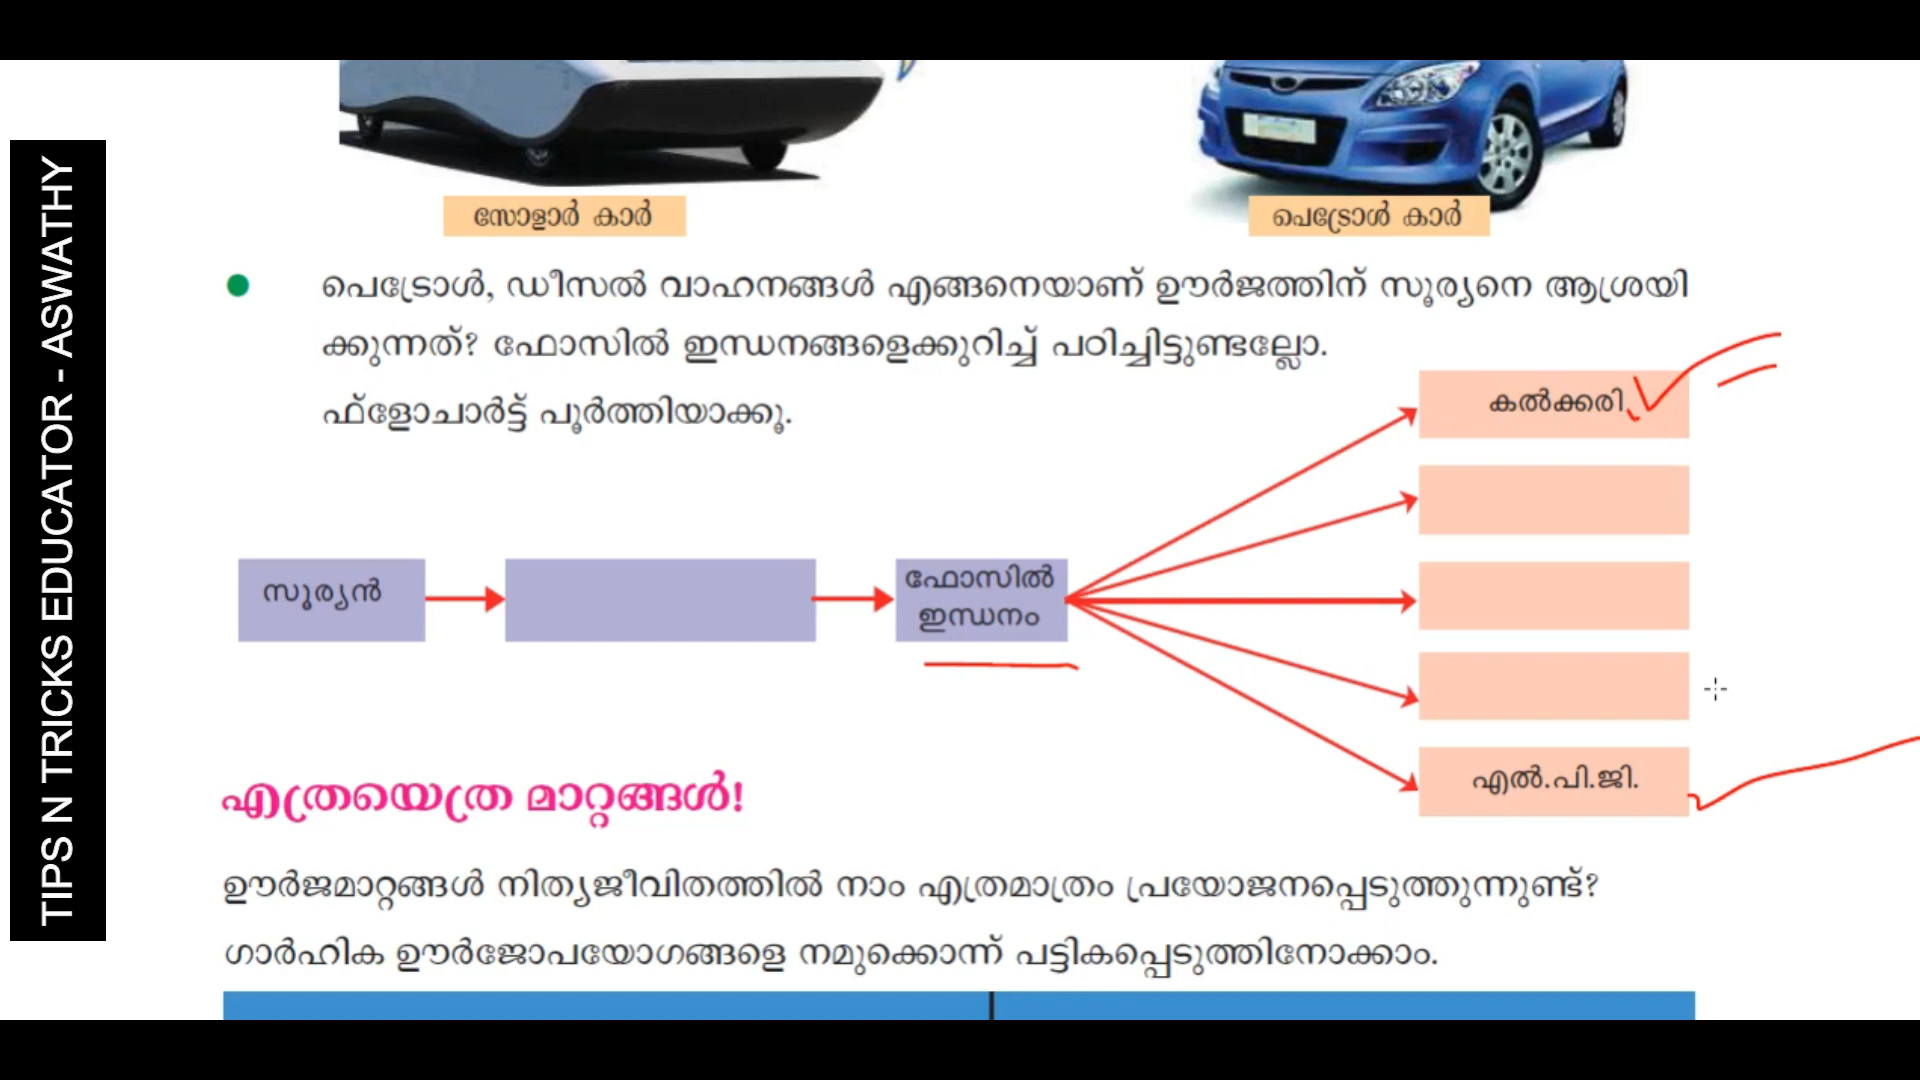 TIPS N TRICKS EDUCATOR - ASWATHY
സോളാർ കാർ
പെട്രോൾ കാർ
പെട്രോൾ, ഡീസൽ വാഹനങ്ങൾ എങ്ങനെയാണ് ഊർജത്തിന് സൂര്യനെ ആശ്രയി
ക്കുന്നത്? ഫോസിൽ ഇന്ധനങ്ങളെക്കുറിച്ച് പഠിച്ചിട്ടുണ്ടല്ലോ.
ഫ്ളോചാർട്ട് പൂർത്തിയാക്കൂ.
കൽക്കരി
സൂര്യൻ
ഫോസിൽ
ഇന്ധനം
എൽ.പി.ജി.
എത്രയെത്ര മാറ്റങ്ങൾ!
ഊർജമാറ്റങ്ങൾ നിത്യജീവിതത്തിൽ നാം എത്രമാത്രം പ്രയോജനപ്പെടുത്തുന്നുണ്ട്?
ഗാർഹിക ഊർജോപയോഗങ്ങളെ നമുക്കൊന്ന് പട്ടികപ്പെടുത്തിനോക്കാം.